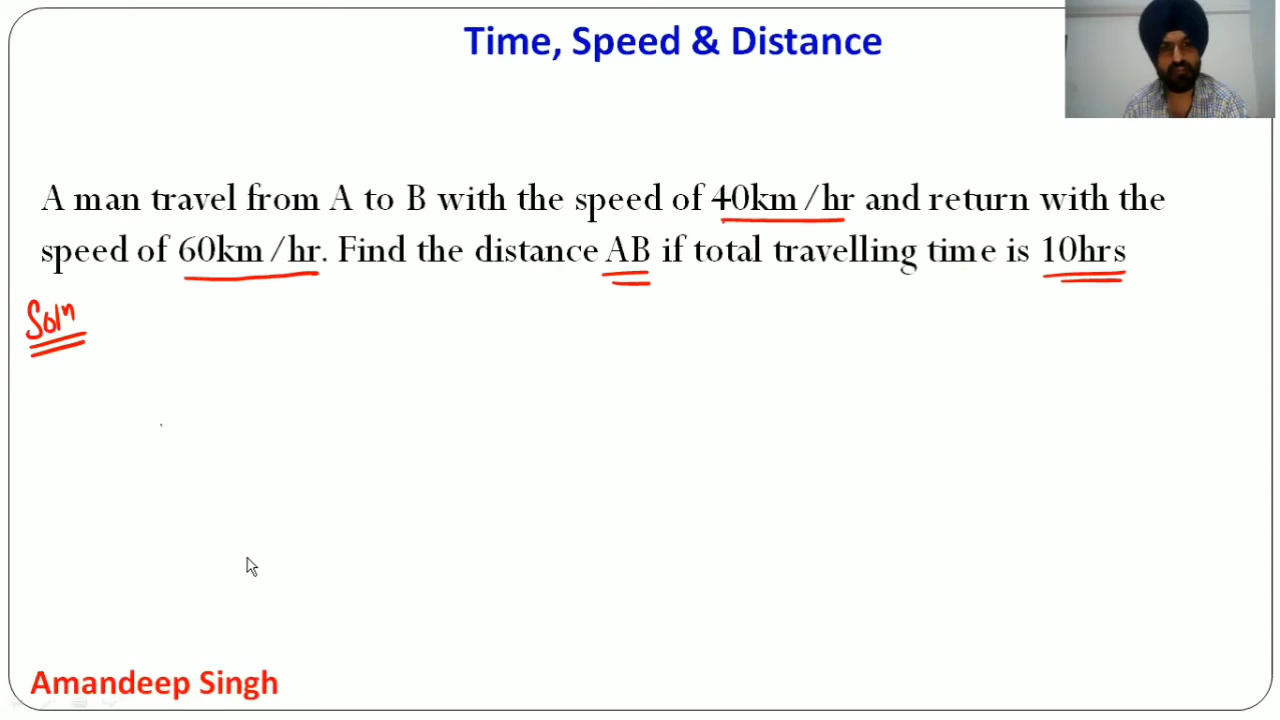 Time, Speed & Distance
A man travel from A to B with the speed of 40km/hr and return with the
speed of 60km/hr. Find the distance AB if total travelling time is 10hrs
Soln
Amandeep Singh